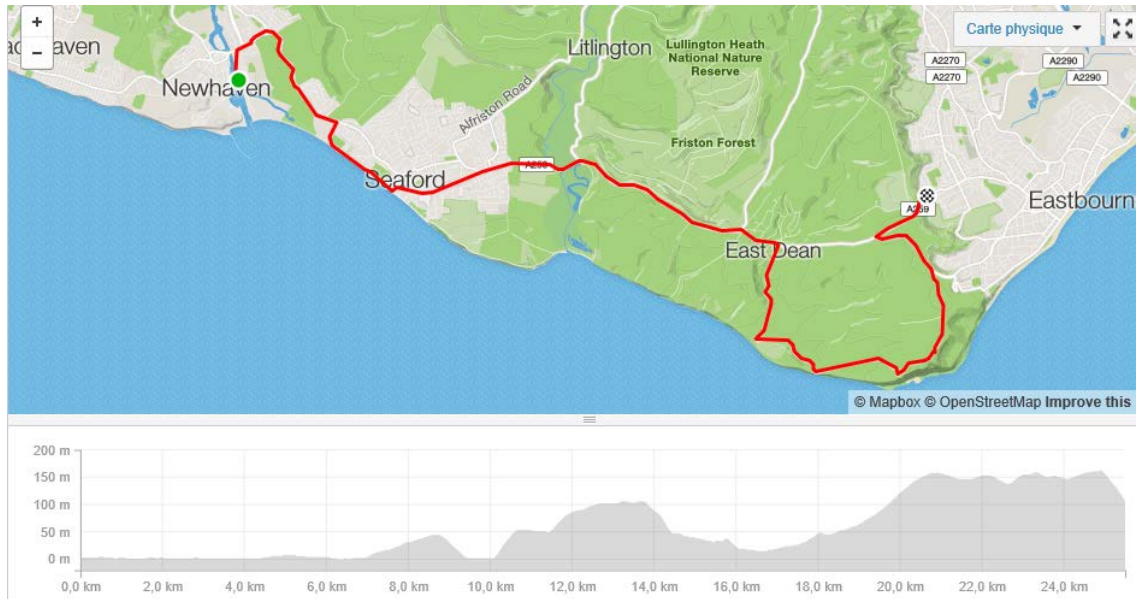 +
−
Carte physique
Litlington
Lullington Heath
National Nature
Reserve
A2270
A2270
A2290
A2290
Newhaven
Alfriston Road
Friston Forest
Seaford
Eastbourn
East Dean
© Mapbox © OpenStreetMap Improve this
200 m
150 m
100 m
50 m
0 m
0,0 km 2,0 km 4,0 km 6,0 km 8,0 km 10,0 km 12,0 km 14,0 km 16,0 km 18,0 km 20,0 km 22,0 km 24,0 km